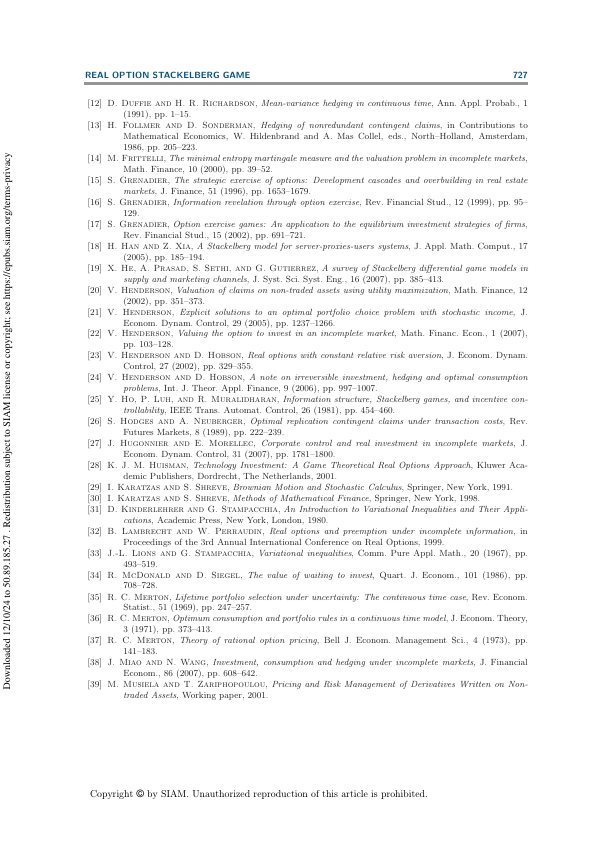 REAL OPTION STACKELBERG GAME 727
[12] D. Duffie and H. R. Richardson, Mean-variance hedging in continuous time, Ann. Appl. Probab., 1
(1991), pp. 1–15.
[13] H. Follmer and D. Sonderman, Hedging of nonredundant contingent claims, in Contributions to
Mathematical Economics, W. Hildenbrand and A. Mas Collel, eds., North–Holland, Amsterdam,
1986, pp. 205–223.
[14] M. Frittelli, The minimal entropy martingale measure and the valuation problem in incomplete markets,
Math. Finance, 10 (2000), pp. 39–52.
[15] S. Grenadier, The strategic exercise of options: Development cascades and overbuilding in real estate
markets, J. Finance, 51 (1996), pp. 1653–1679.
[16] S. Grenadier, Information revelation through option exercise, Rev. Financial Stud., 12 (1999), pp. 95–
129.
[17] S. Grenadier, Option exercise games: An application to the equilibrium investment strategies of firms,
Rev. Financial Stud., 15 (2002), pp. 691–721.
[18] H. Han and Z. Xia, A Stackelberg model for server-proxies-users systems, J. Appl. Math. Comput., 17
(2005), pp. 185–194.
[19] X. He, A. Prasad, S. Sethi, and G. Gutierrez, A survey of Stackelberg differential game models in
supply and marketing channels, J. Syst. Sci. Syst. Eng., 16 (2007), pp. 385–413.
[20] V. Henderson, Valuation of claims on non-traded assets using utility maximization, Math. Finance, 12
(2002), pp. 351–373.
[21] V. Henderson, Explicit solutions to an optimal portfolio choice problem with stochastic income, J.
Econom. Dynam. Control, 29 (2005), pp. 1237–1266.
[22] V. Henderson, Valuing the option to invest in an incomplete market, Math. Financ. Econ., 1 (2007),
pp. 103–128.
[23] V. Henderson and D. Hobson, Real options with constant relative risk aversion, J. Econom. Dynam.
Control, 27 (2002), pp. 329–355.
[24] V. Henderson and D. Hobson, A note on irreversible investment, hedging and optimal consumption
problems, Int. J. Theor. Appl. Finance, 9 (2006), pp. 997–1007.
[25] Y. Ho, P. Luh, and R. Muralidharan, Information structure, Stackelberg games, and incentive con-
trollability, IEEE Trans. Automat. Control, 26 (1981), pp. 454–460.
[26] S. Hodges and A. Neuberger, Optimal replication contingent claims under transaction costs, Rev.
Futures Markets, 8 (1989), pp. 222–239.
[27] J. Hugonnier and E. Morellec, Corporate control and real investment in incomplete markets, J.
Econom. Dynam. Control, 31 (2007), pp. 1781–1800.
[28] K. J. M. Huisman, Technology Investment: A Game Theoretical Real Options Approach, Kluwer Aca-
demic Publishers, Dordrecht, The Netherlands, 2001.
[29] I. Karatzas and S. Shreve, Brownian Motion and Stochastic Calculus, Springer, New York, 1991.
[30] I. Karatzas and S. Shreve, Methods of Mathematical Finance, Springer, New York, 1998.
[31] D. Kinderlehrer and G. Stampacchia, An Introduction to Variational Inequalities and Their Appli-
cations, Academic Press, New York, London, 1980.
[32] B. Lambrecht and W. Perraudin, Real options and preemption under incomplete information, in
Proceedings of the 3rd Annual International Conference on Real Options, 1999.
[33] J.-L. Lions and G. Stampacchia, Variational inequalities, Comm. Pure Appl. Math., 20 (1967), pp.
493–519.
[34] R. McDonald and D. Siegel, The value of waiting to invest, Quart. J. Econom., 101 (1986), pp.
708–728.
[35] R. C. Merton, Lifetime portfolio selection under uncertainty: The continuous time case, Rev. Econom.
Statist., 51 (1969), pp. 247–257.
[36] R. C. Merton, Optimum consumption and portfolio rules in a continuous time model, J. Econom. Theory,
3 (1971), pp. 373–413.
[37] R. C. Merton, Theory of rational option pricing, Bell J. Econom. Management Sci., 4 (1973), pp.
141–183.
[38] J. Miao and N. Wang, Investment, consumption and hedging under incomplete markets, J. Financial
Econom., 86 (2007), pp. 608–642.
[39] M. Musiela and T. Zariphopoulou, Pricing and Risk Management of Derivatives Written on Non-
traded Assets, Working paper, 2001.
Copyright © by SIAM. Unauthorized reproduction of this article is prohibited.
Downloaded 12/10/24 to 50.89.185.27 . Redistribution subject to SIAM license or copyright; see https://epubs.siam.org/terms-privacy